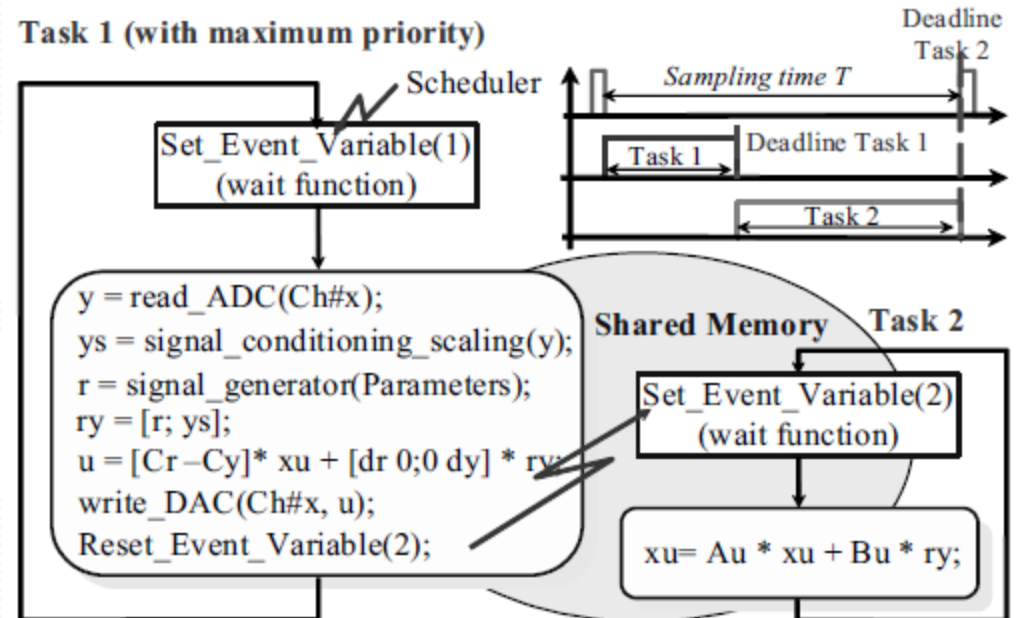 Task 1 (with maximum priority)
Scheduler
Set_Event_Variable(1)
(wait function)
y = read_ADC(Ch#x);
ys = signal_conditioning_scaling(y);
r = signal_generator(Parameters);
ry = [r; ys];
u = [Cr –Cy]* xu + [dr 0;0 dy] * ry;
write_DAC(Ch#x, u);
Reset_Event_Variable(2);
Deadline
Task 2
Sampling time T
Deadline Task 1
Task 1
Task 2
Shared Memory
Task 2
Set_Event_Variable(2)
(wait function)
xu= Au * xu + Bu * ry;